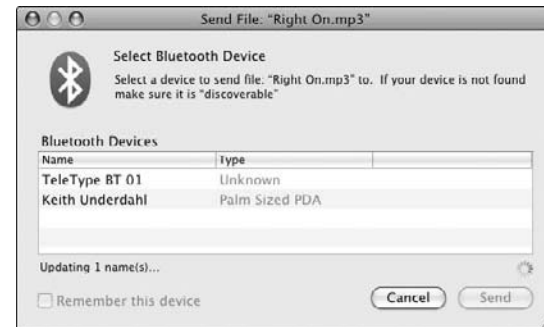 Send File: "Right On.mp3"
Select Bluetooth Device
Select a device to send file: "Right On.mp3" to. If your device is not found
make sure it is "discoverable"
Bluetooth Devices
Name Type
TeleType BT 01 Unknown
Keith Underdahl Palm Sized PDA
Updating 1 name(s)...
Remember this device Cancel Send